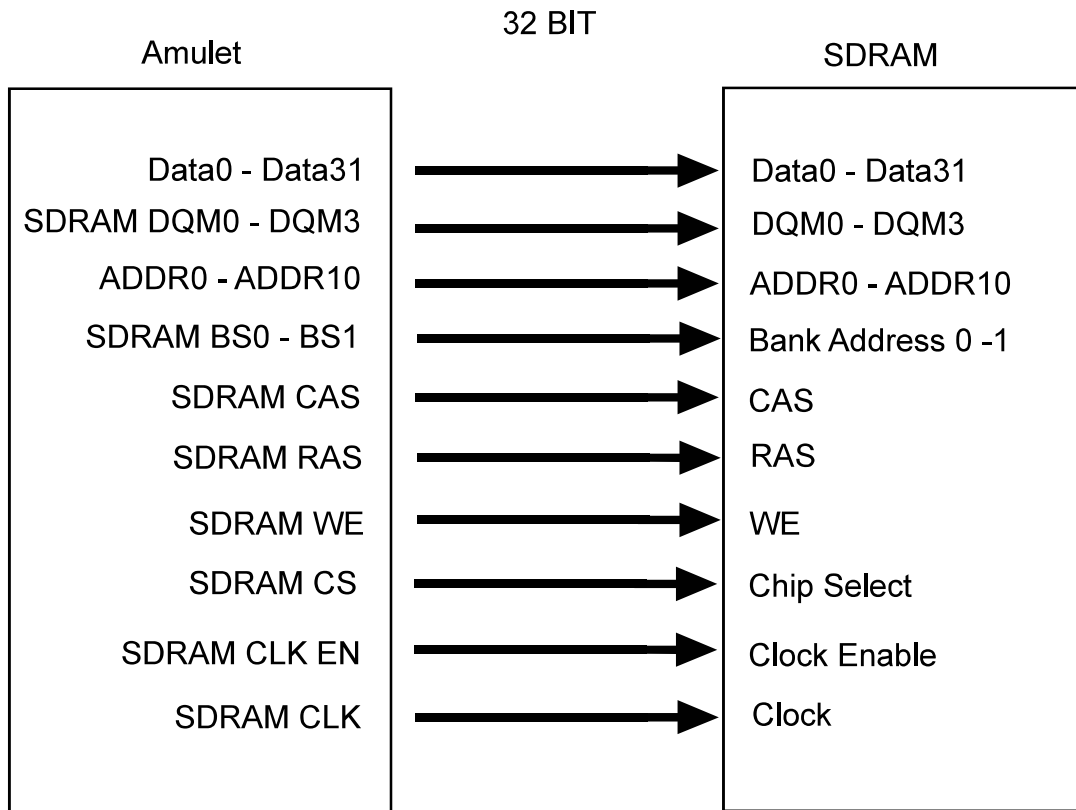 32 BIT
Amulet
SDRAM
Data0 - Data31
Data0 - Data31
SDRAM DQM0 - DQM3
DQM0 - DQM3
ADDR0 - ADDR10
ADDR0 - ADDR10
SDRAM BS0 - BS1
Bank Address 0 -1
SDRAM CAS
CAS
SDRAM RAS
RAS
SDRAM WE
WE
SDRAM CS
Chip Select
SDRAM CLK EN
Clock Enable
SDRAM CLK
Clock